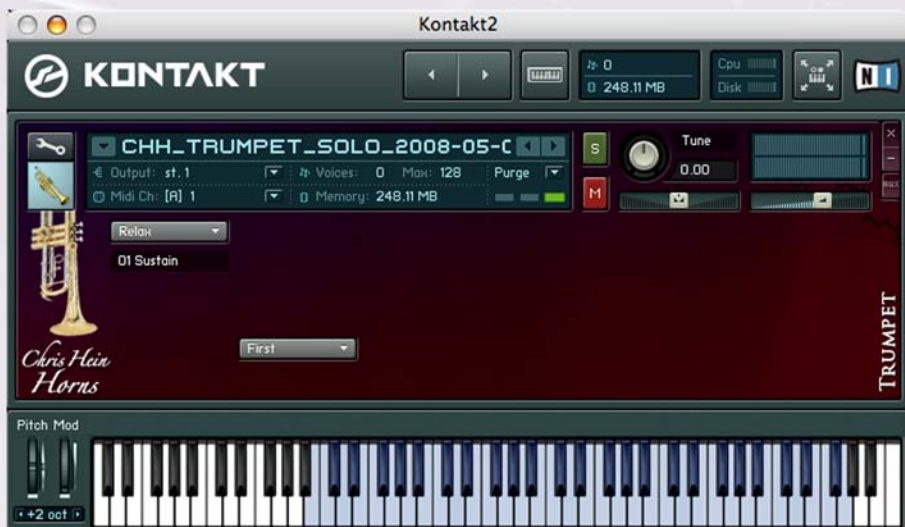 Kontakt2
KONTAKT
0
248.11 MB
Cpu
Disk
NI
CHH_TRUMPET_SOLO_2008-05-0
S
Tune
0.00
Output: st. 1
Voices: 0 Max: 128
Purge
Midi Ch: [A] 1
Memory: 248.11 MB
M
AUX
Relax
01 Sustain
First
Chris Hein
Horns
TRUMPET
Pitch Mod
+2 oct